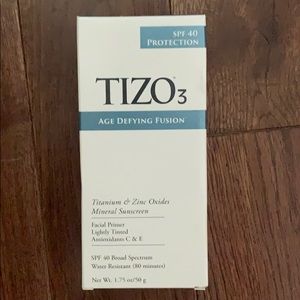 SPF 40
PROTECTION
TIZO3
AGE DEFYING FUSION
Titanium & Zinc Oxides
Mineral Sunscreen
Facial Primer
Lightly Tinted
Antioxidants C & E
SPF 40 Broad Spectrum
Water Resistant (80 minutes)
Net Wt. 1.75 oz/50 g